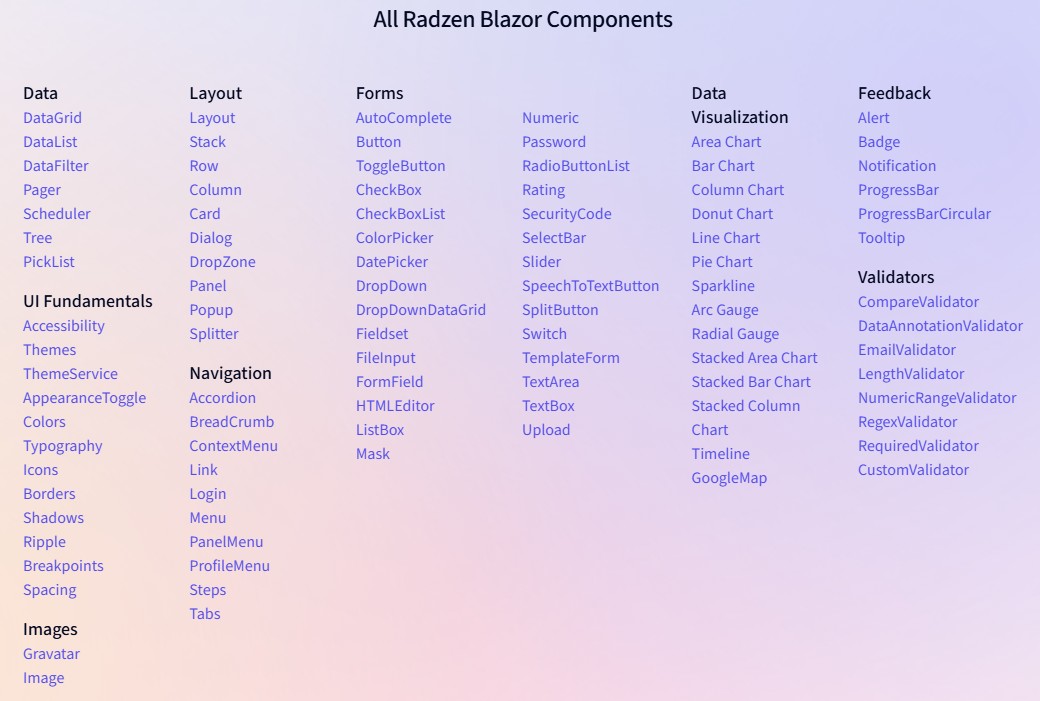 All Radzen Blazor Components
Data
DataGrid
DataList
DataFilter
Pager
Scheduler
Tree
PickList
UI Fundamentals
Accessibility
Themes
ThemeService
AppearanceToggle
Colors
Typography
Icons
Borders
Shadows
Ripple
Breakpoints
Spacing
Images
Gravatar
Image
Layout
Layout
Stack
Row
Column
Card
Dialog
DropZone
Panel
Popup
Splitter
Navigation
Accordion
BreadCrumb
ContextMenu
Link
Login
Menu
PanelMenu
ProfileMenu
Steps
Tabs
Forms
AutoComplete
Button
ToggleButton
CheckBox
CheckBoxList
ColorPicker
DatePicker
DropDown
DropDownDataGrid
Fieldset
FileInput
FormField
HTMLEditor
ListBox
Mask
Numeric
Password
RadioButtonList
Rating
SecurityCode
SelectBar
Slider
SpeechToTextButton
SplitButton
Switch
TemplateForm
TextArea
TextBox
Upload
Data
Visualization
Area Chart
Bar Chart
Column Chart
Donut Chart
Line Chart
Pie Chart
Sparkline
Arc Gauge
Radial Gauge
Stacked Area Chart
Stacked Bar Chart
Stacked Column
Chart
Timeline
GoogleMap
Feedback
Alert
Badge
Notification
ProgressBar
ProgressBarCircular
Tooltip
Validators
CompareValidator
DataAnnotationValidator
EmailValidator
LengthValidator
NumericRangeValidator
RegexValidator
RequiredValidator
CustomValidator